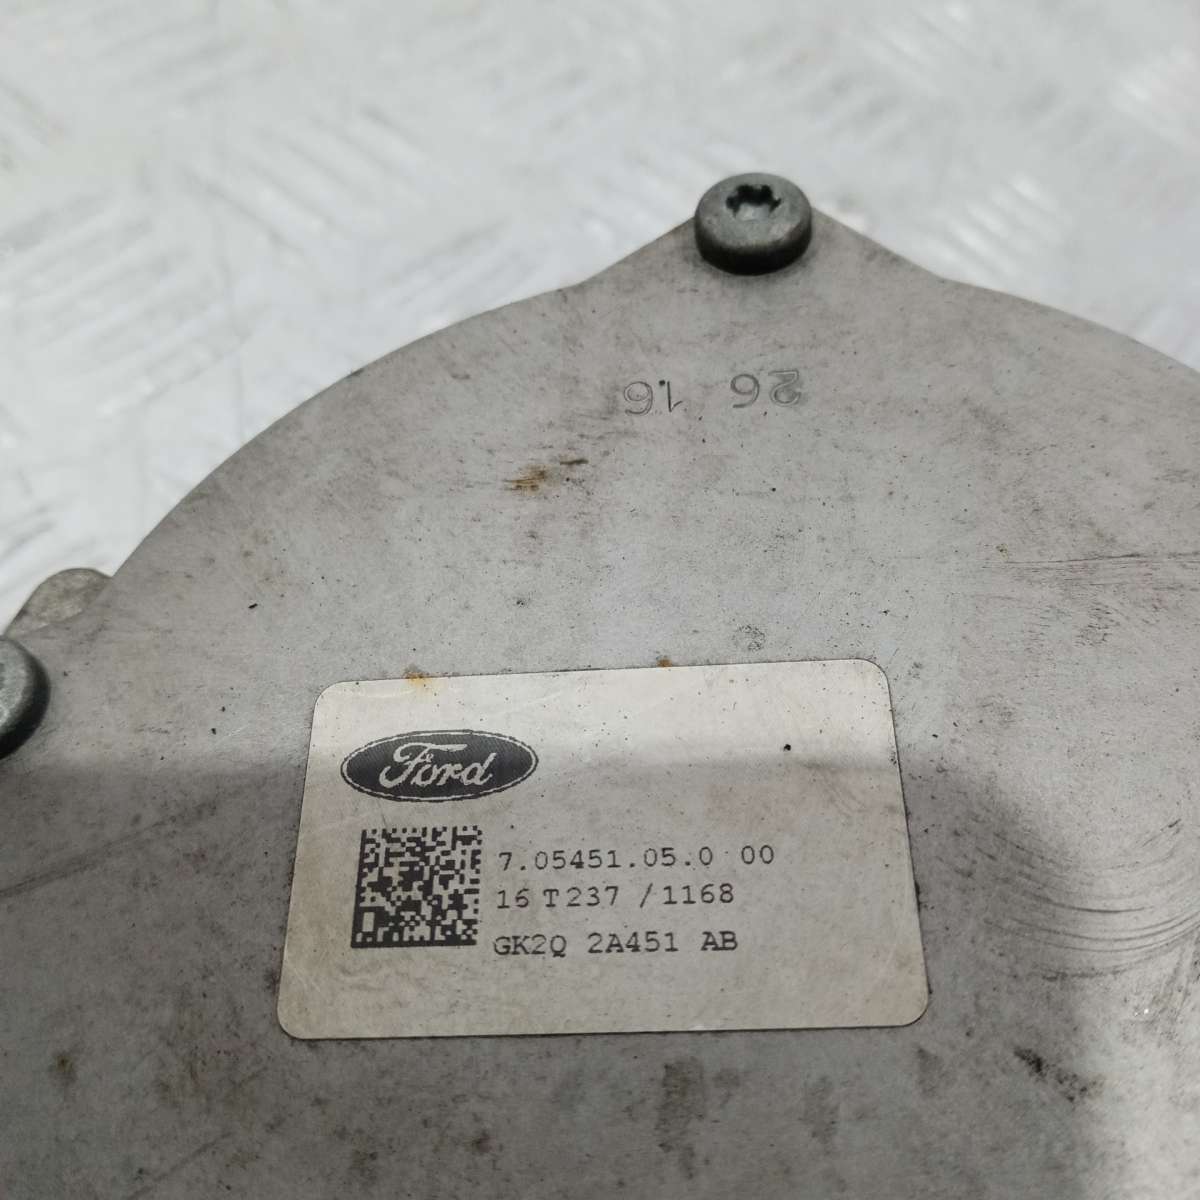 26 16
Ford
7.05451.05.0 00
16 T237 /1168
GK2Q 2A451 AB